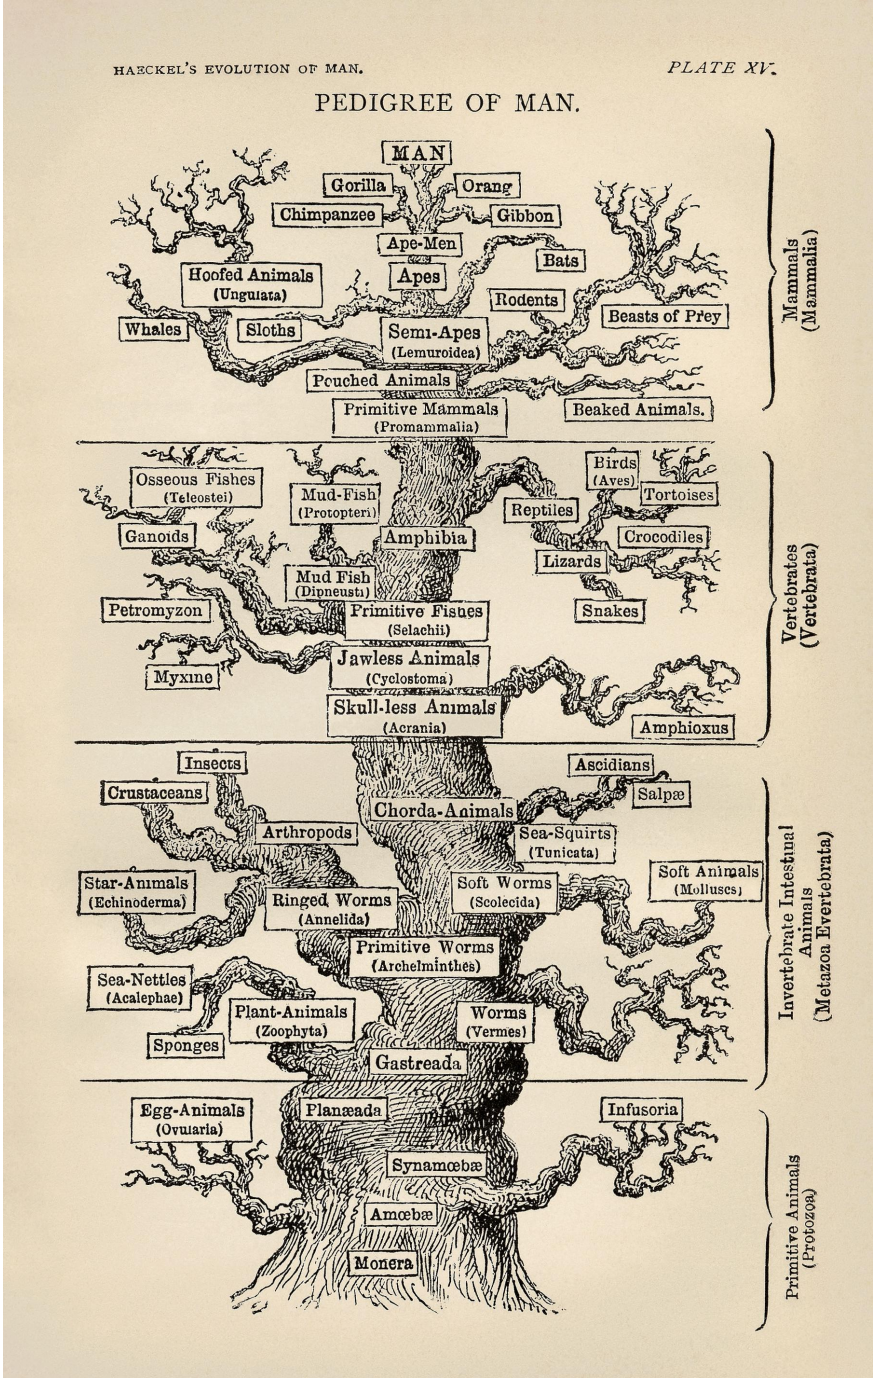 HAECKEL'S EVOLUTION OF MAN.
PLATE XV.
PEDIGREE OF MAN.
MAN
Gorilla
Orang
Chimpanzee
Gibbon
Ape-Men
Bats
Hoofed Animals
(Ungulata)
Apes
Rodents
Beasts of Prey
Whales
Sloths
Semi-Apes
(Lemuroidea)
Pouched Animals
Primitive Mammals
(Promammalia)
Beaked Animals.
Mammals
(Mammalia)
Osseous Fishes
(Teleostei)
Mud-Fish
(Protopteri)
Birds
(Aves)
Tortoises
Reptiles
Ganoids
Amphibia
Crocodiles
Lizards
Mud Fish
(Dipneusti)
Petromyzon
Primitive Fishes
(Selachii)
Snakes
Jawless Animals
(Cyclostoma)
Myxine
Skull-less Animals
(Acrania)
Amphioxus
Vertebrates
(Vertebrata)
Insects
Ascidians
Crustaceans
Salpæ
Chorda-Animals
Arthropods
Sea-Squirts
(Tunicata)
Star-Animals
(Echinoderma)
Ringed Worms
(Annelida)
Soft Worms
(Scolecida)
Soft Animals
(Molluscs)
Primitive Worms
(Archelminthes)
Sea-Nettles
(Acalephae)
Plant-Animals
(Zoophyta)
Worms
(Vermes)
Sponges
Gastreada
Invertebrate Intestinal
Animals
(Metazoa Evertebrata)
Egg-Animals
(Ovularia)
Planæada
Infusoria
Synamœbæ
Amœbæ
Monera
Primitive Animals
(Protozoa)